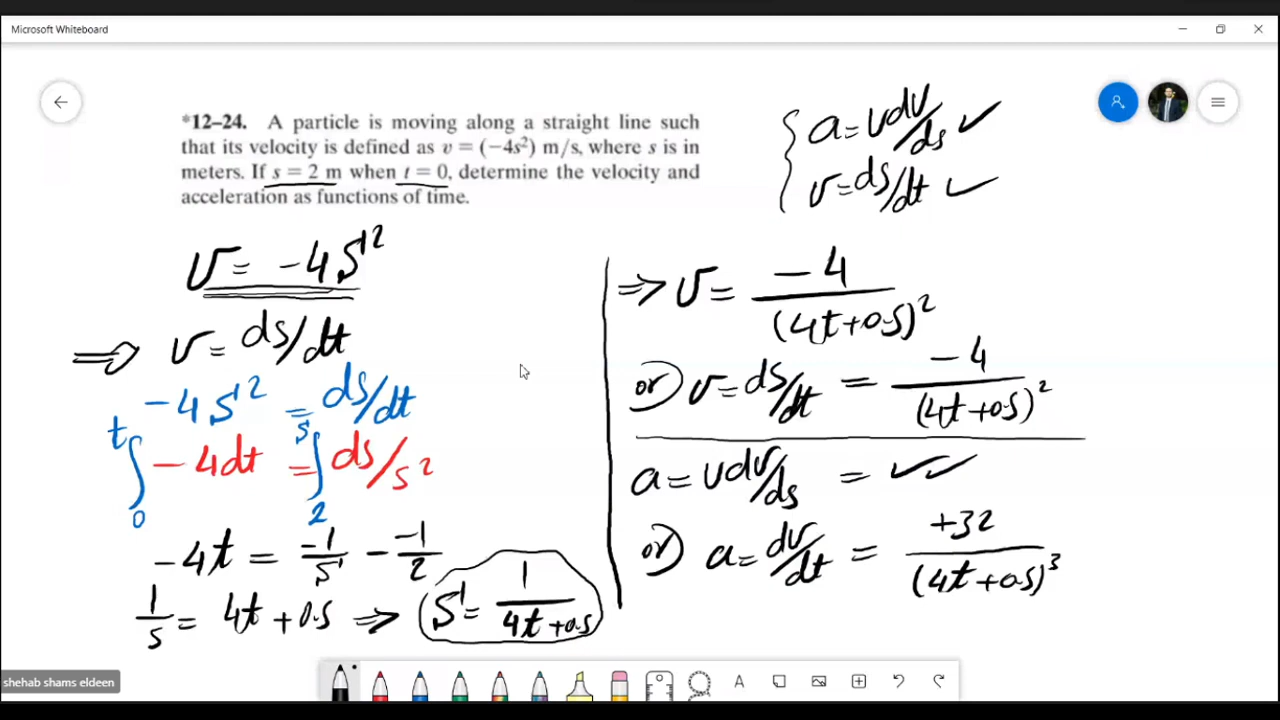 Microsoft Whiteboard
*12–24. A particle is moving along a straight line such
that its velocity is defined as v = (−4s²) m/s, where s is in
meters. If s = 2 m when t = 0, determine the velocity and
acceleration as functions of time.
{ a = v dv/ds ✓
v = ds/dt ✓
v = -4s²
⇒ v = ds/dt
-4s² = ds/dt
∫₀ᵗ -4dt = ∫₂ˢ ds/s²
-4t = -1/s - -1/2
1/s = 4t + 0.5 ⇒ s = 1/(4t + 0.5)
⇒ v = -4/(4t + 0.5)²
or) v = ds/dt = -4/(4t + 0.5)²
a = v dv/ds = ✓✓
or) a = dv/dt = +32/(4t + 0.5)³
shehab shams eldeen
A